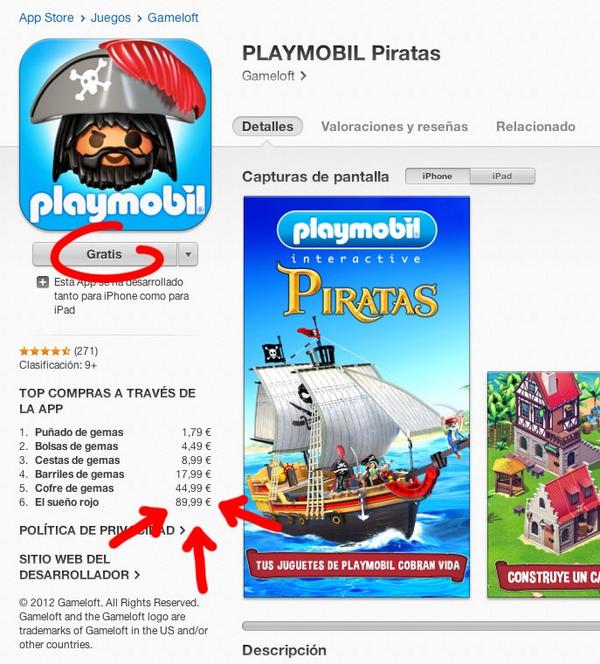 App Store > Juegos > Gameloft
PLAYMOBIL Piratas
Gameloft >
Detalles Valoraciones y reseñas Relacionado
playmobil
Gratis
Esta App se ha desarrollado
tanto para iPhone como para
iPad
(271)
Clasificación: 9+
TOP COMPRAS A TRAVÉS DE
LA APP
1. Puñado de gemas 1,79 €
2. Bolsas de gemas 4,49 €
3. Cestas de gemas 8,99 €
4. Barriles de gemas 17,99 €
5. Cofre de gemas 44,99 €
6. El sueño rojo 89,99 €
POLÍTICA DE PRIVACIDAD >
SITIO WEB DEL
DESARROLLADOR >
© 2012 Gameloft. All Rights Reserved.
Gameloft and the Gameloft logo are
trademarks of Gameloft in the US and/or
other countries.
Capturas de pantalla iPhone iPad
playmobil
interactive
PIRATAS
TUS JUGUETES DE PLAYMOBIL COBRAN VIDA
CONSTRUYE UN CA
Descripción